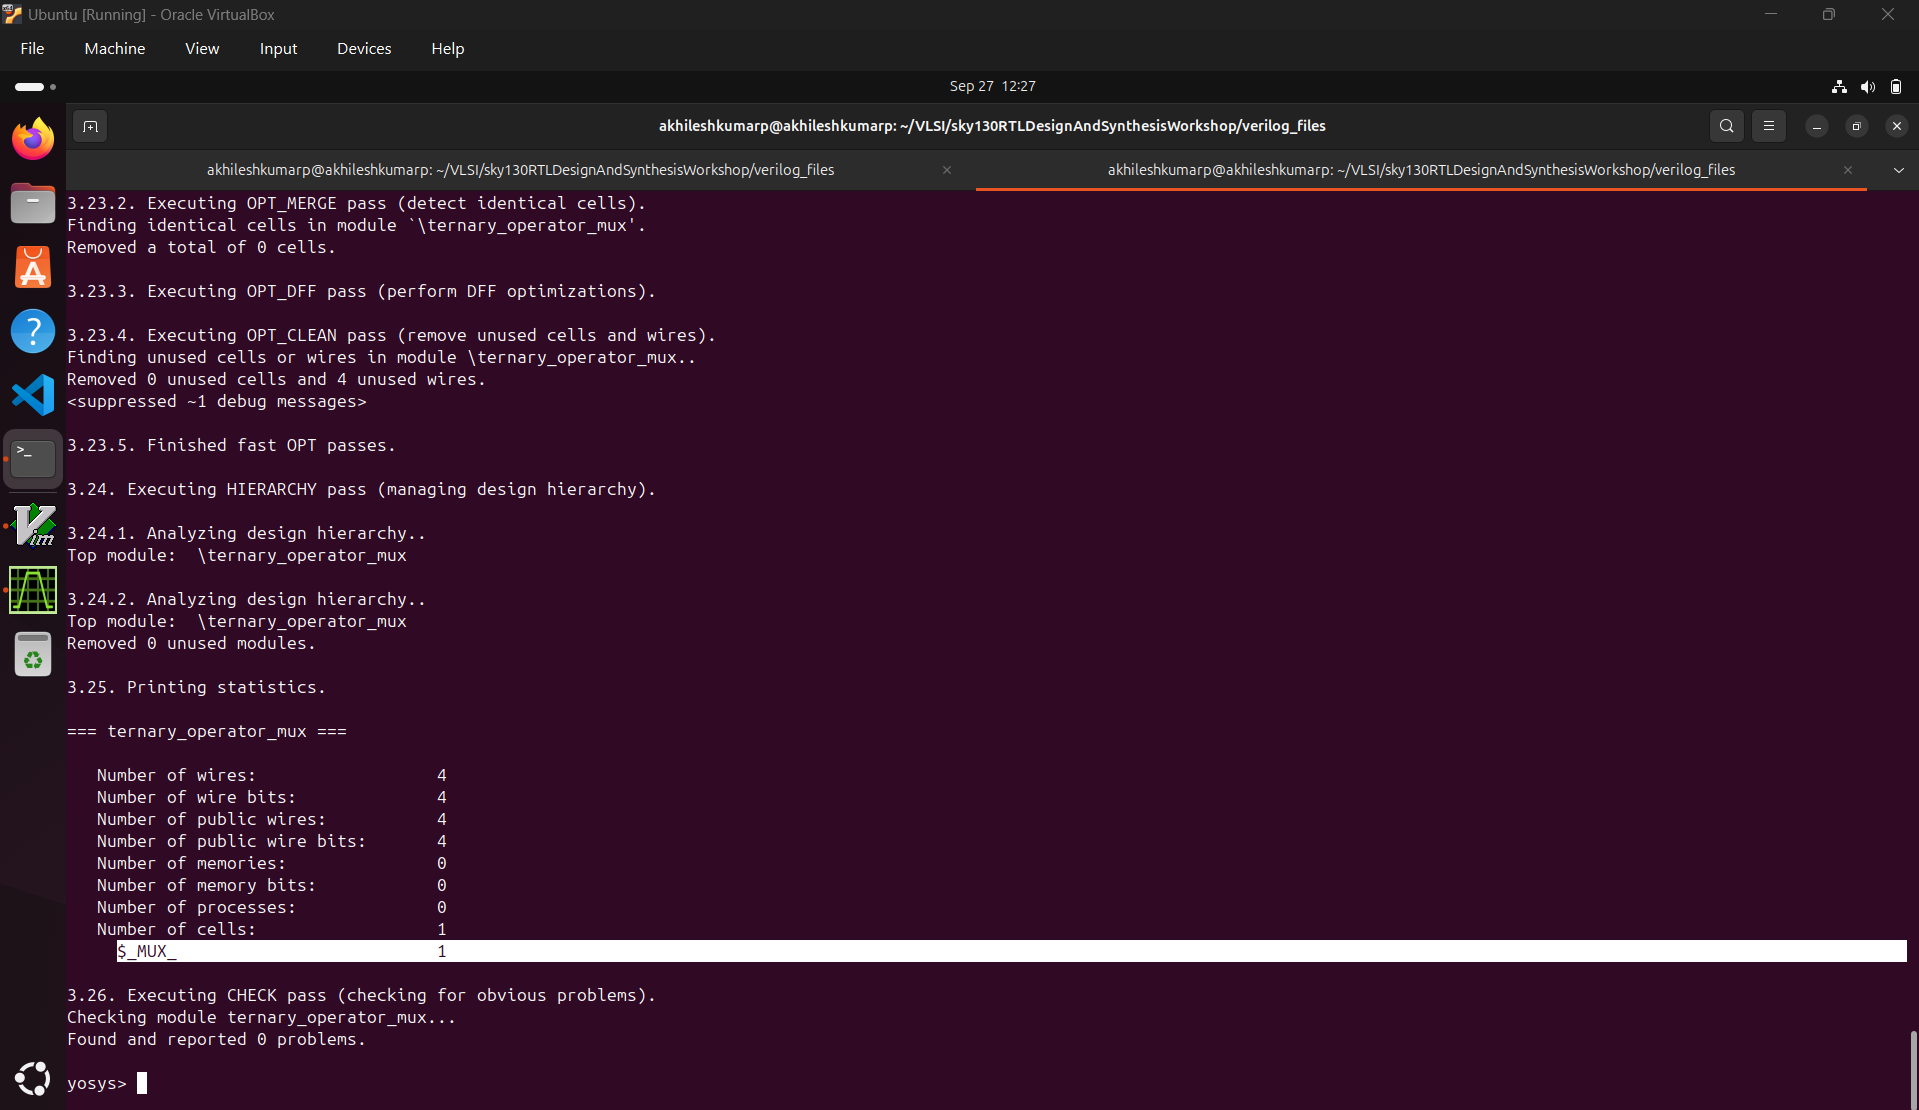 Ubuntu [Running] - Oracle VirtualBox
File Machine View Input Devices Help
Sep 27 12:27
akhileshkumarp@akhileshkumarp: ~/VLSI/sky130RTLDesignAndSynthesisWorkshop/verilog_files
akhileshkumarp@akhileshkumarp: ~/VLSI/sky130RTLDesignAndSynthesisWorkshop/verilog_files
akhileshkumarp@akhileshkumarp: ~/VLSI/sky130RTLDesignAndSynthesisWorkshop/verilog_files
3.23.2. Executing OPT_MERGE pass (detect identical cells).
Finding identical cells in module `\ternary_operator_mux'.
Removed a total of 0 cells.
3.23.3. Executing OPT_DFF pass (perform DFF optimizations).
3.23.4. Executing OPT_CLEAN pass (remove unused cells and wires).
Finding unused cells or wires in module \ternary_operator_mux..
Removed 0 unused cells and 4 unused wires.
<suppressed ~1 debug messages>
3.23.5. Finished fast OPT passes.
3.24. Executing HIERARCHY pass (managing design hierarchy).
3.24.1. Analyzing design hierarchy..
Top module:  \ternary_operator_mux
3.24.2. Analyzing design hierarchy..
Top module:  \ternary_operator_mux
Removed 0 unused modules.
3.25. Printing statistics.
=== ternary_operator_mux ===
Number of wires: 4
Number of wire bits: 4
Number of public wires: 4
Number of public wire bits: 4
Number of memories: 0
Number of memory bits: 0
Number of processes: 0
Number of cells: 1
$_MUX_ 1
3.26. Executing CHECK pass (checking for obvious problems).
Checking module ternary_operator_mux...
Found and reported 0 problems.
yosys>